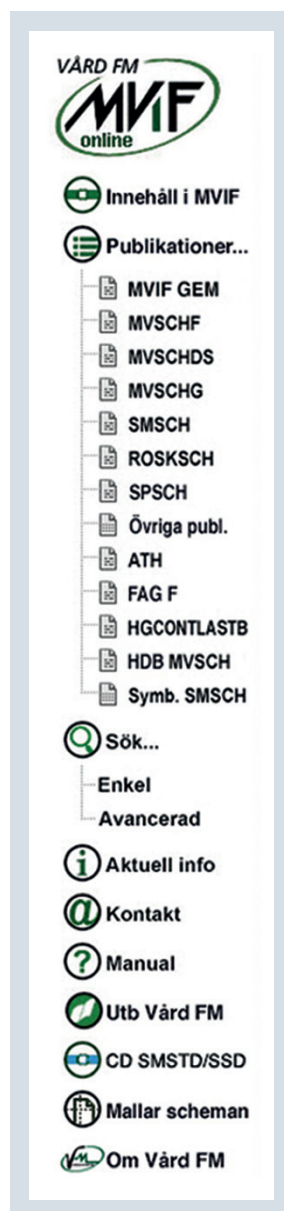 VÅRD FM
MVIF
online
Innehåll i MVIF
Publikationer...
MVIF GEM
MVSCHF
MVSCHDS
MVSCHG
SMSCH
ROSKSCH
SPSCH
Övriga publ.
ATH
FAG F
HGCONTLASTB
HDB MVSCH
Symb. SMSCH
Sök...
Enkel
Avancerad
Aktuell info
Kontakt
Manual
Utb Vård FM
CD SMSTD/SSD
Mallar scheman
Om Vård FM